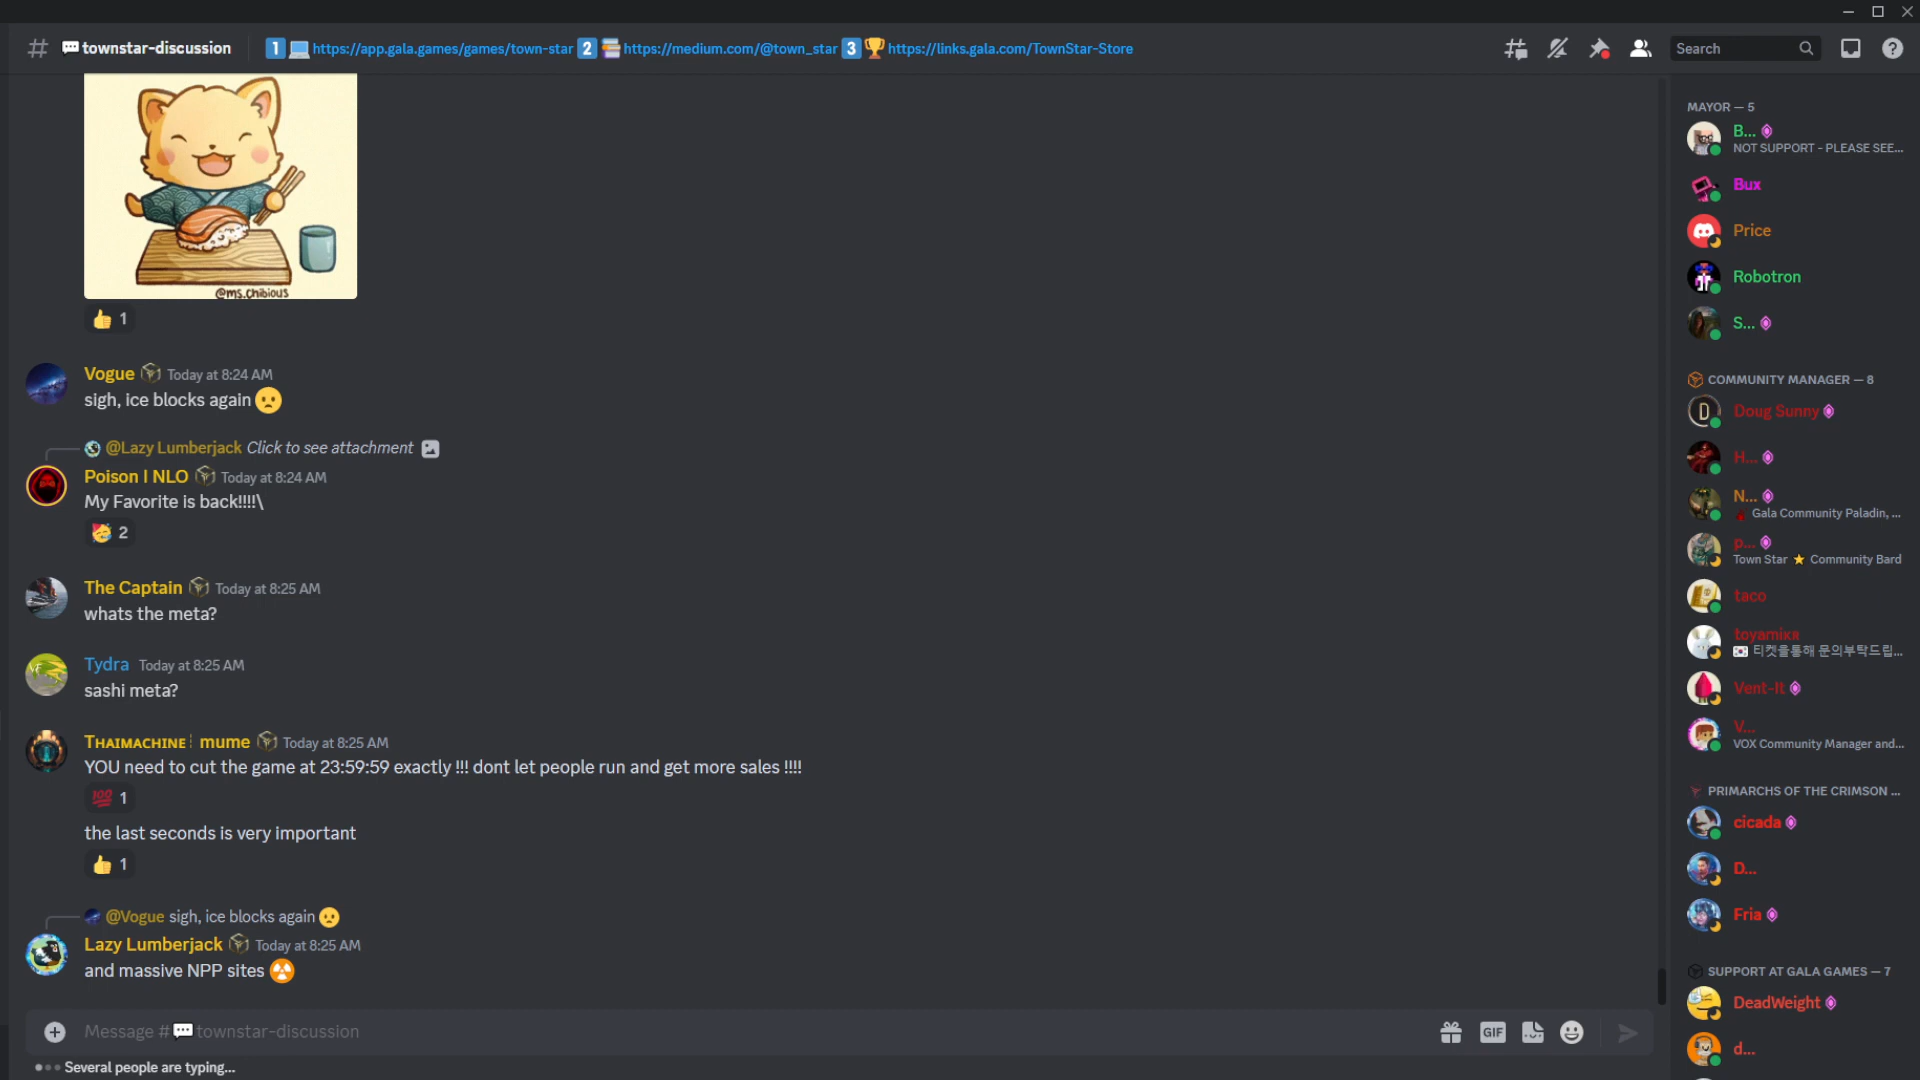 townstar-discussion
1 https://app.gala.games/games/town-star 2 https://medium.com/@town_star 3 https://links.gala.com/TownStar-Store
Search
@ms.chibious
1
Vogue Today at 8:24 AM
sigh, ice blocks again
@Lazy Lumberjack Click to see attachment
Poison I NLO Today at 8:24 AM
My Favorite is back!!!!\
2
The Captain Today at 8:25 AM
whats the meta?
Tydra Today at 8:25 AM
sashi meta?
Thaimachine⁞ mume Today at 8:25 AM
YOU need to cut the game at 23:59:59 exactly !!! dont let people run and get more sales !!!!
100 1
the last seconds is very important
1
@Vogue sigh, ice blocks again
Lazy Lumberjack Today at 8:25 AM
and massive NPP sites
Message # townstar-discussion
GIF
Several people are typing...
MAYOR — 5
B...
NOT SUPPORT - PLEASE SEE...
Bux
Price
Robotron
S...
COMMUNITY MANAGER — 8
D
Doug Sunny
H...
N...
Gala Community Paladin, ...
p...
Town Star ⭐ Community Bard
taco
toyamiкя
티켓을통해 문의부탁드립...
Vent-It
V...
VOX Community Manager and...
PRIMARCHS OF THE CRIMSON ...
cicada
D...
Fria
SUPPORT AT GALA GAMES — 7
DeadWeight
d...